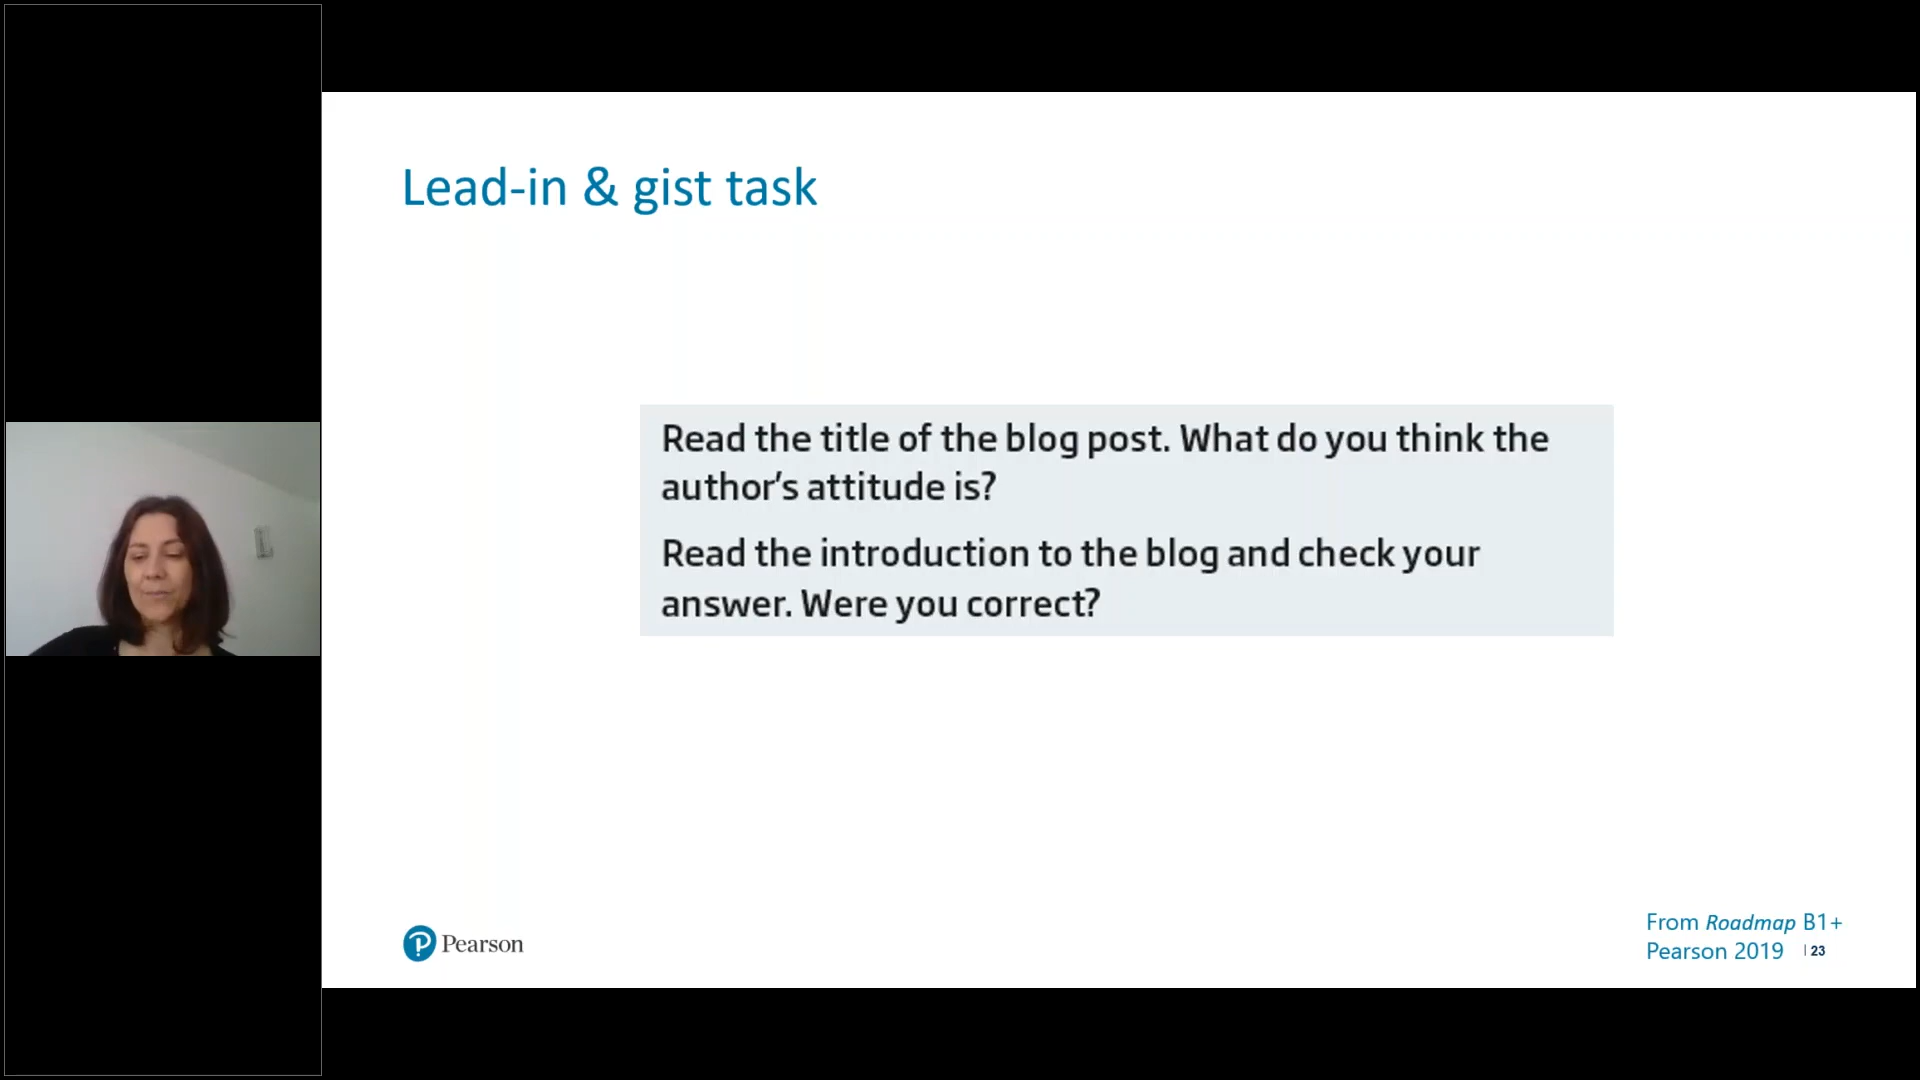 Lead-in & gist task
Read the title of the blog post. What do you think the
author's attitude is?
Read the introduction to the blog and check your
answer. Were you correct?
Pearson
From Roadmap B1+
Pearson 2019 | 23